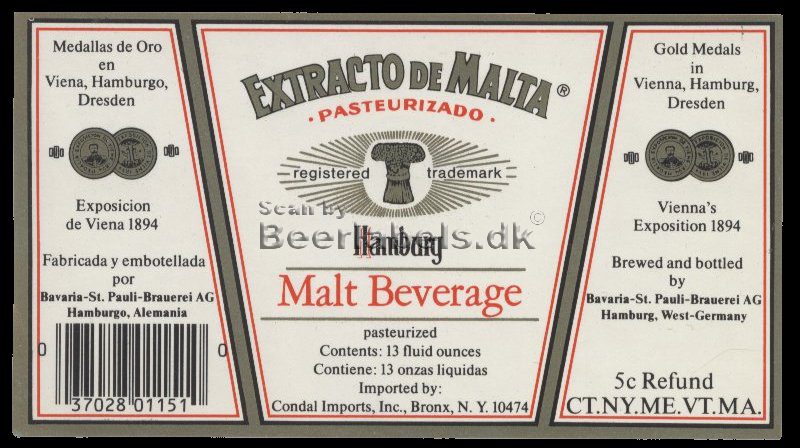 Medallas de Oro
en
Viena, Hamburgo,
Dresden
Exposicion
de Viena 1894
Fabricada y embotellada
por
Bavaria-St. Pauli-Brauerei AG
Hamburgo, Alemania
0 37028 01151 0
EXTRACTO DE MALTA ®
· PASTEURIZADO ·
registered trademark
Scan by
Beerlabels.dk ©
Hamburg
Malt Beverage
pasteurized
Contents: 13 fluid ounces
Contiene: 13 onzas liquidas
Imported by:
Condal Imports, Inc., Bronx, N. Y. 10474
Gold Medals
in
Vienna, Hamburg,
Dresden
Vienna's
Exposition 1894
Brewed and bottled
by
Bavaria-St. Pauli-Brauerei AG
Hamburg, West-Germany
5c Refund
CT.NY.ME.VT.MA.